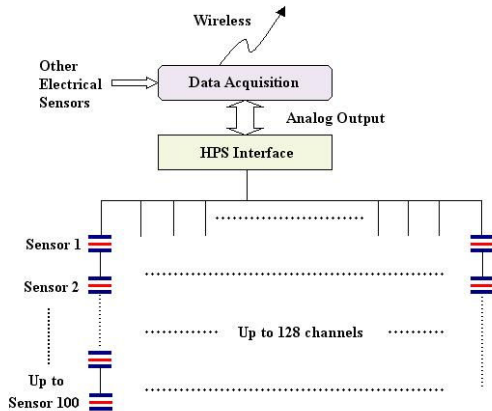 Wireless
Other
Electrical
Sensors
Data Acquisition
Analog Output
HPS Interface
Sensor 1
Sensor 2
Up to 128 channels
Up to
Sensor 100